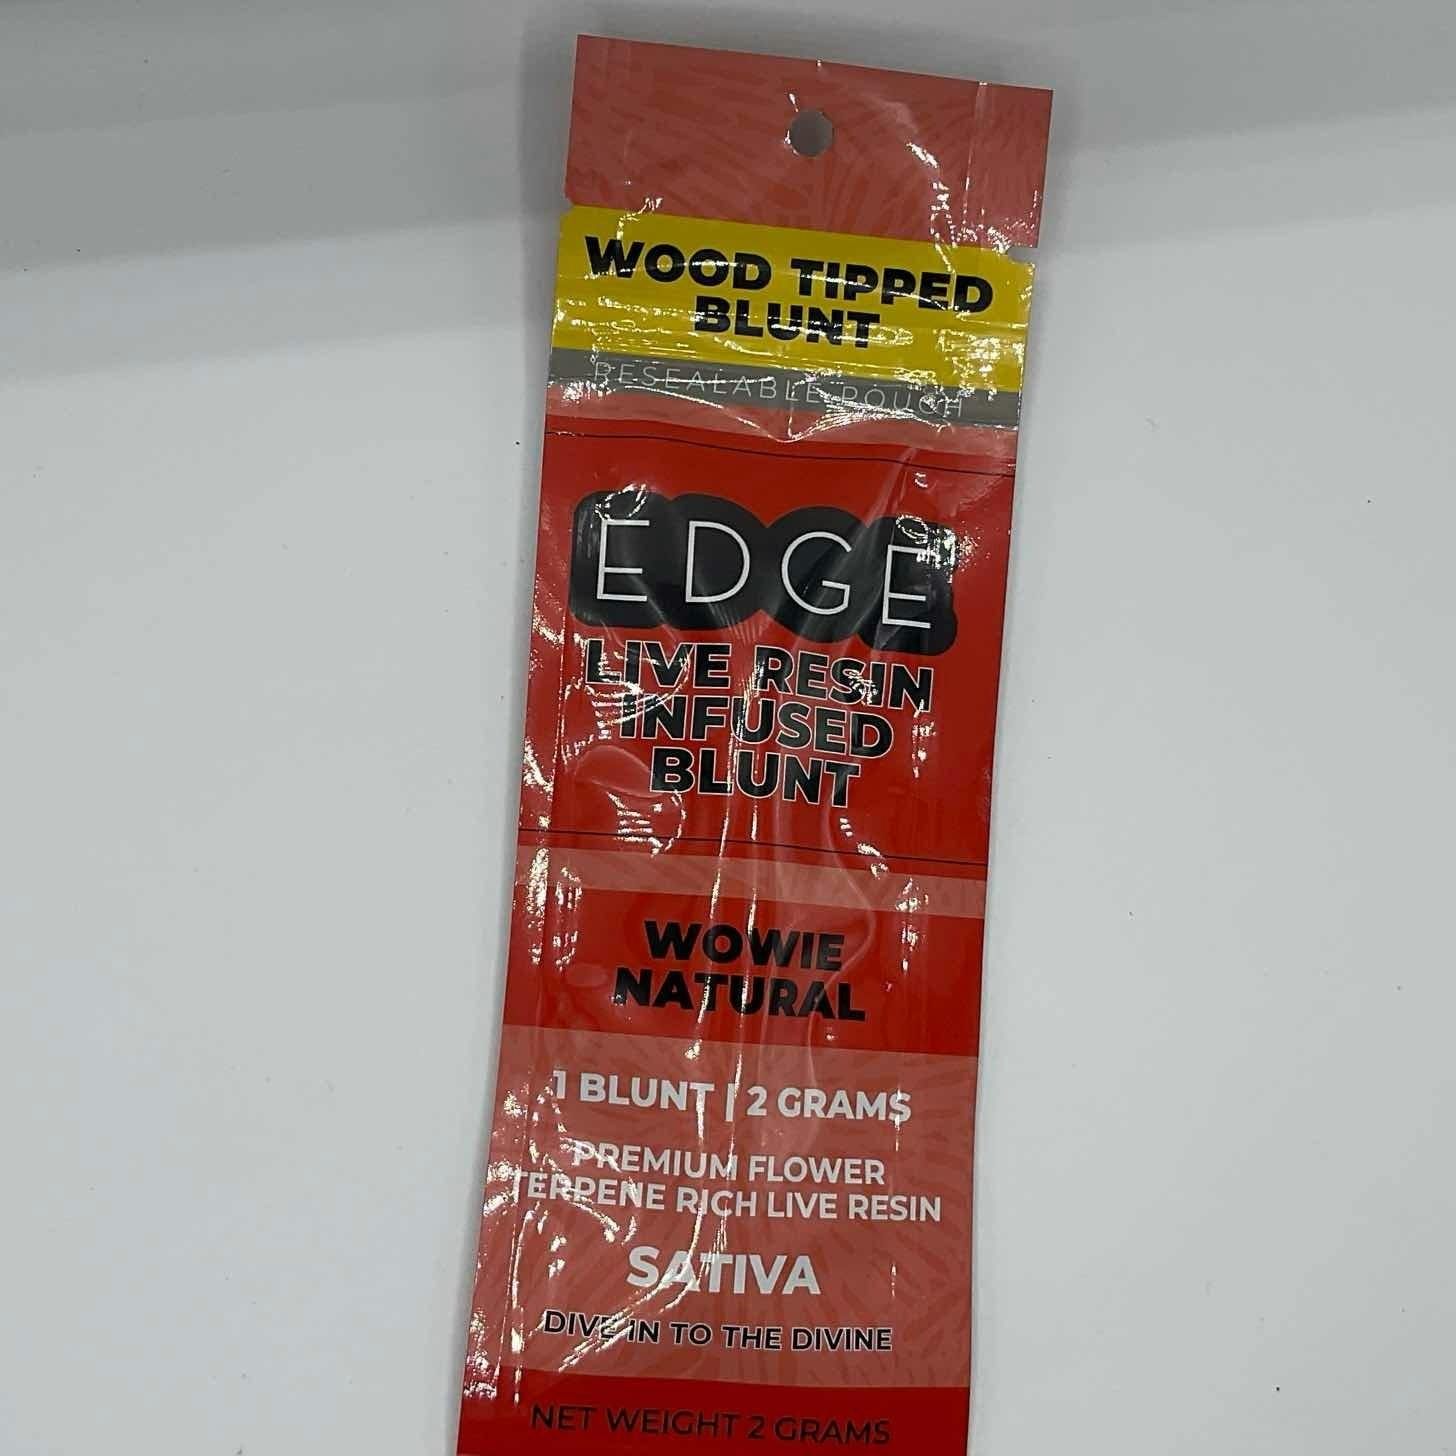 WOOD TIPPED
BLUNT
RESEALABLE POUCH
EDGE
LIVE RESIN
INFUSED
BLUNT
WOWIE
NATURAL
1 BLUNT | 2 GRAMS
PREMIUM FLOWER
TERPENE RICH LIVE RESIN
SATIVA
DIVE IN TO THE DIVINE
NET WEIGHT 2 GRAMS